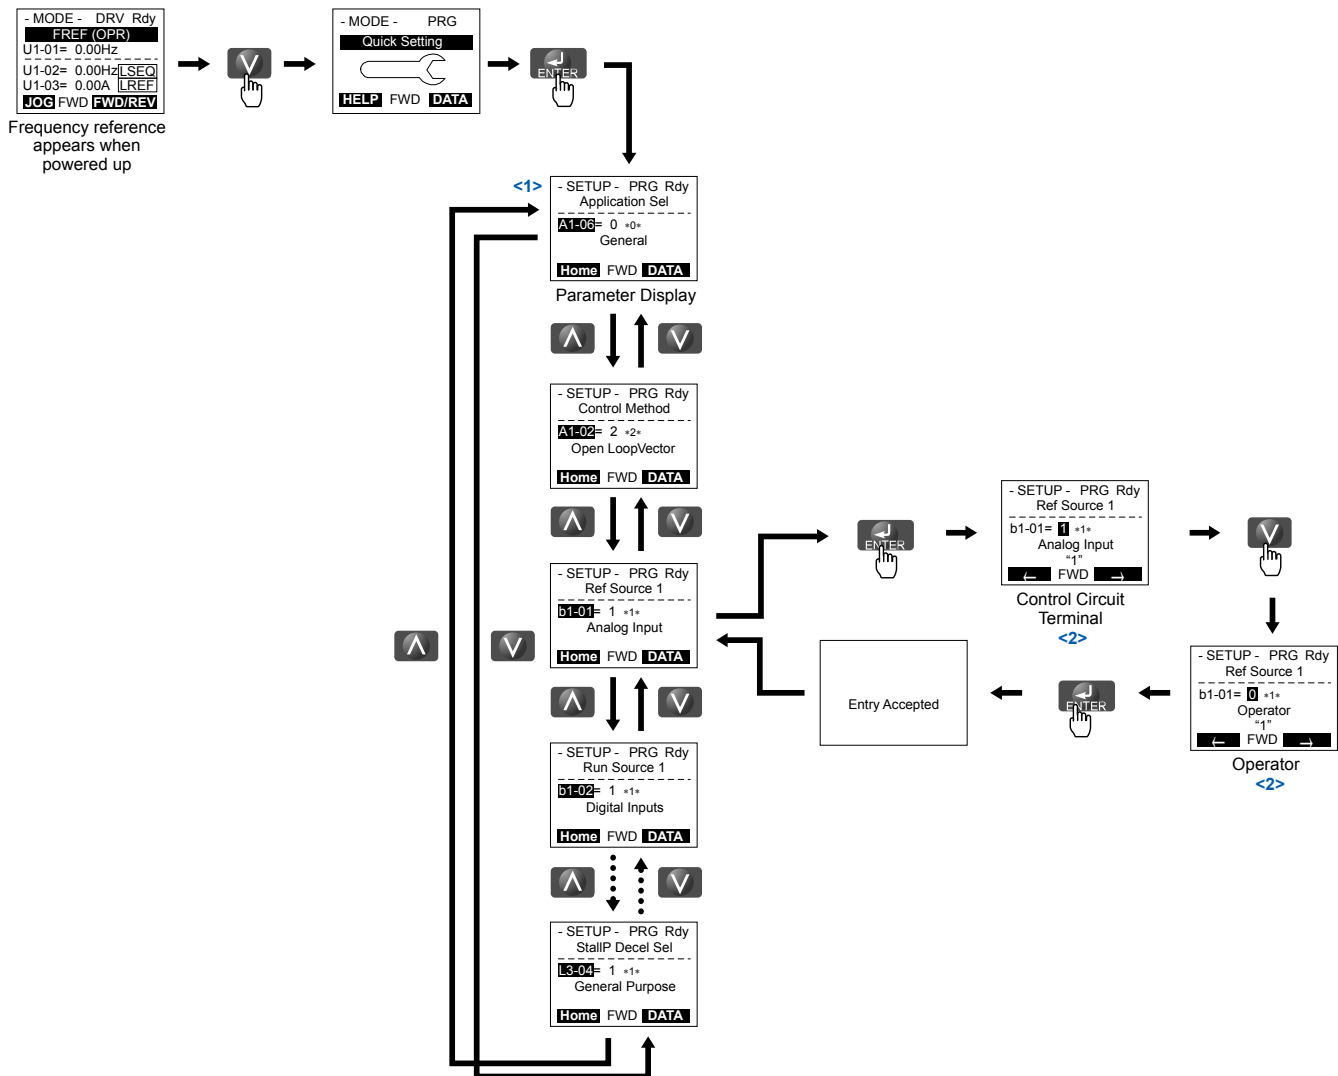 - MODE - DRV Rdy
FREF (OPR)
U1-01= 0.00Hz
U1-02= 0.00Hz LSEQ
U1-03= 0.00A LREF
JOG FWD FWD/REV
Frequency reference
appears when
powered up
- MODE - PRG
Quick Setting
HELP FWD DATA
ENTER
<1>
- SETUP - PRG Rdy
Application Sel
A1-06= 0 *0*
General
Home FWD DATA
Parameter Display
- SETUP - PRG Rdy
Control Method
A1-02= 2 *2*
Open LoopVector
Home FWD DATA
- SETUP - PRG Rdy
Ref Source 1
b1-01= 1 *1*
Analog Input
Home FWD DATA
- SETUP - PRG Rdy
Run Source 1
b1-02= 1 *1*
Digital Inputs
Home FWD DATA
- SETUP - PRG Rdy
StallP Decel Sel
L3-04= 1 *1*
General Purpose
Home FWD DATA
ENTER
- SETUP - PRG Rdy
Ref Source 1
b1-01= 1 *1*
Analog Input
“1”
← FWD →
Control Circuit
Terminal
<2>
- SETUP - PRG Rdy
Ref Source 1
b1-01= 0 *1*
Operator
“1”
← FWD →
Operator
<2>
ENTER
Entry Accepted